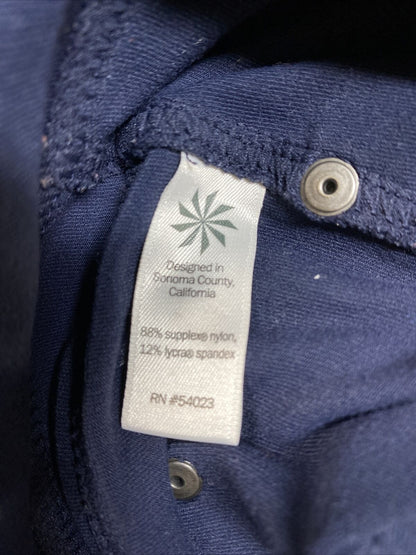 Designed in
Sonoma County,
California
88% supplex® nylon,
12% lycra® spandex
RN #54023